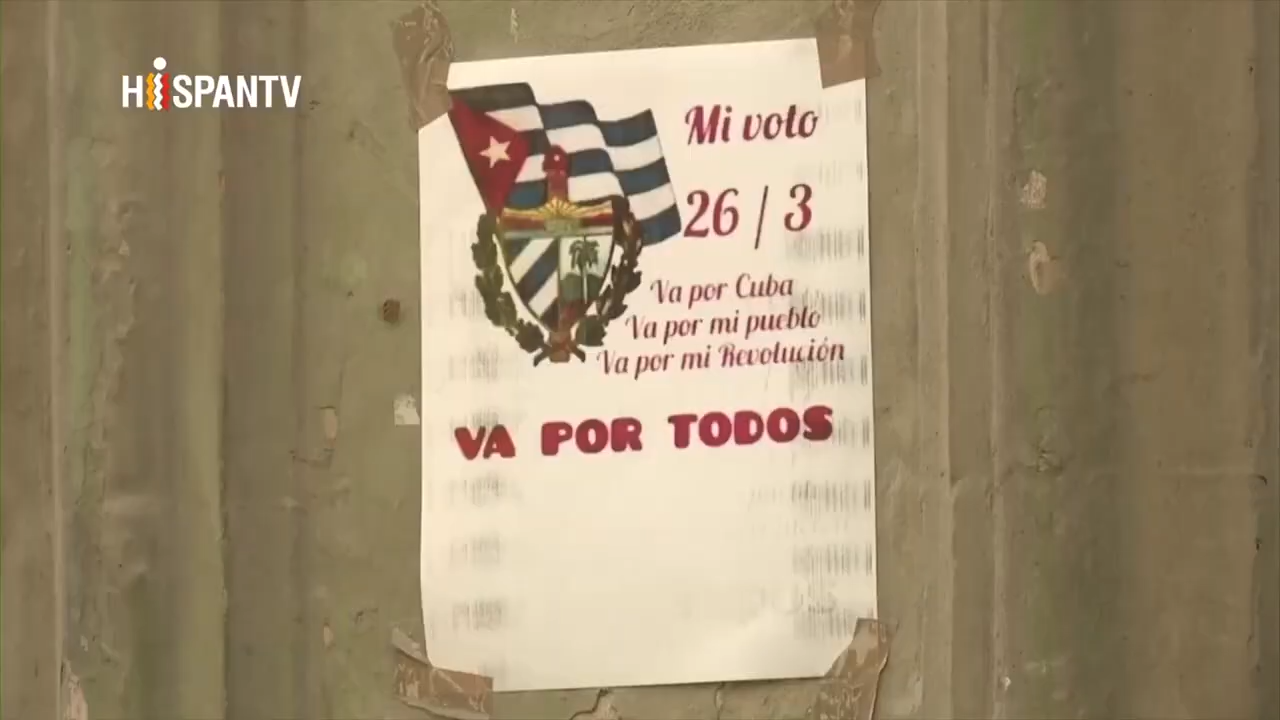 HISPANTV
Mi voto
26 / 3
Va por Cuba
Va por mi pueblo
Va por mi Revolución
VA POR TODOS